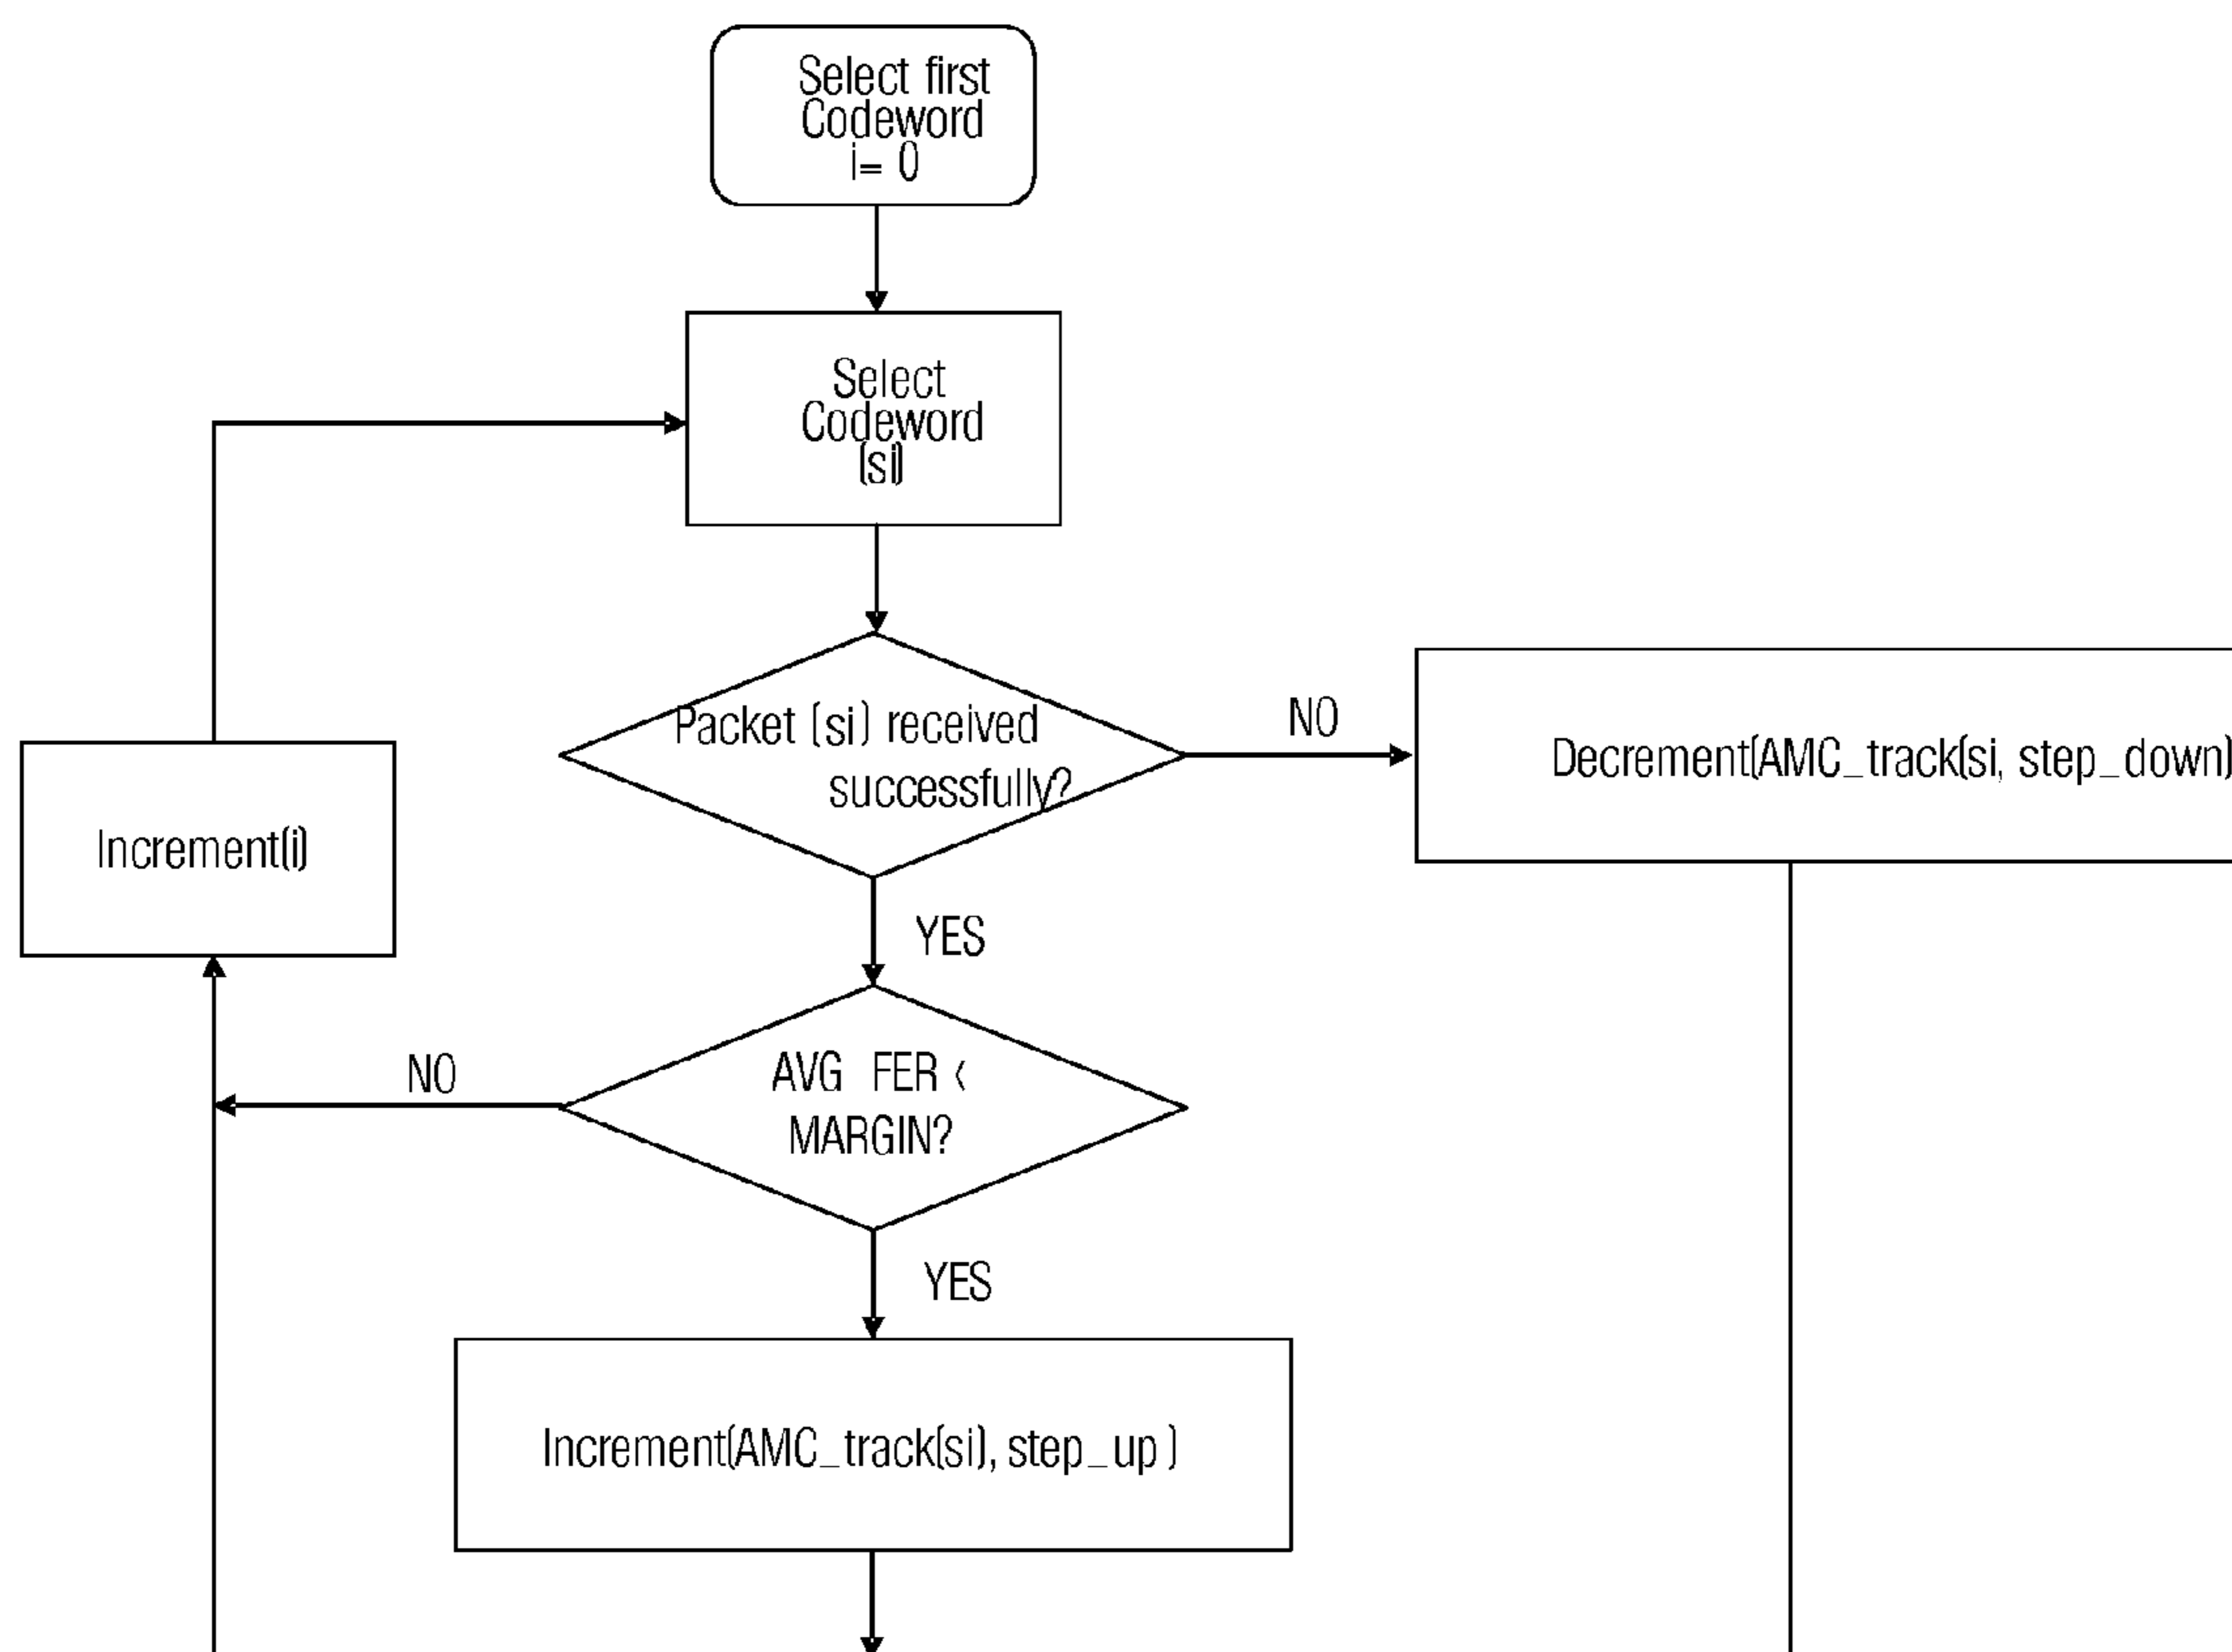 Select first
Codeword
i= 0
Select
Codeword
(si)
Packet (si) received
successfully?
NO
Decrement(AMC_track(si, step_down)
Increment(i)
YES
AVG FER <
MARGIN?
NO
YES
Increment(AMC_track(si), step_up )